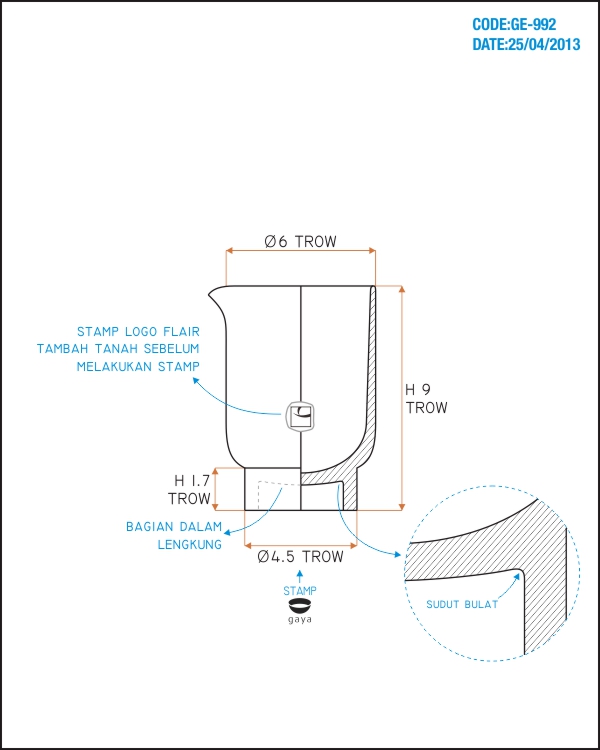 CODE:GE-992
DATE:25/04/2013
Ø6 TROW
STAMP LOGO FLAIR
TAMBAH TANAH SEBELUM
MELAKUKAN STAMP
H 9
TROW
H 1.7
TROW
BAGIAN DALAM
LENGKUNG
Ø4.5 TROW
STAMP
gaya
SUDUT BULAT